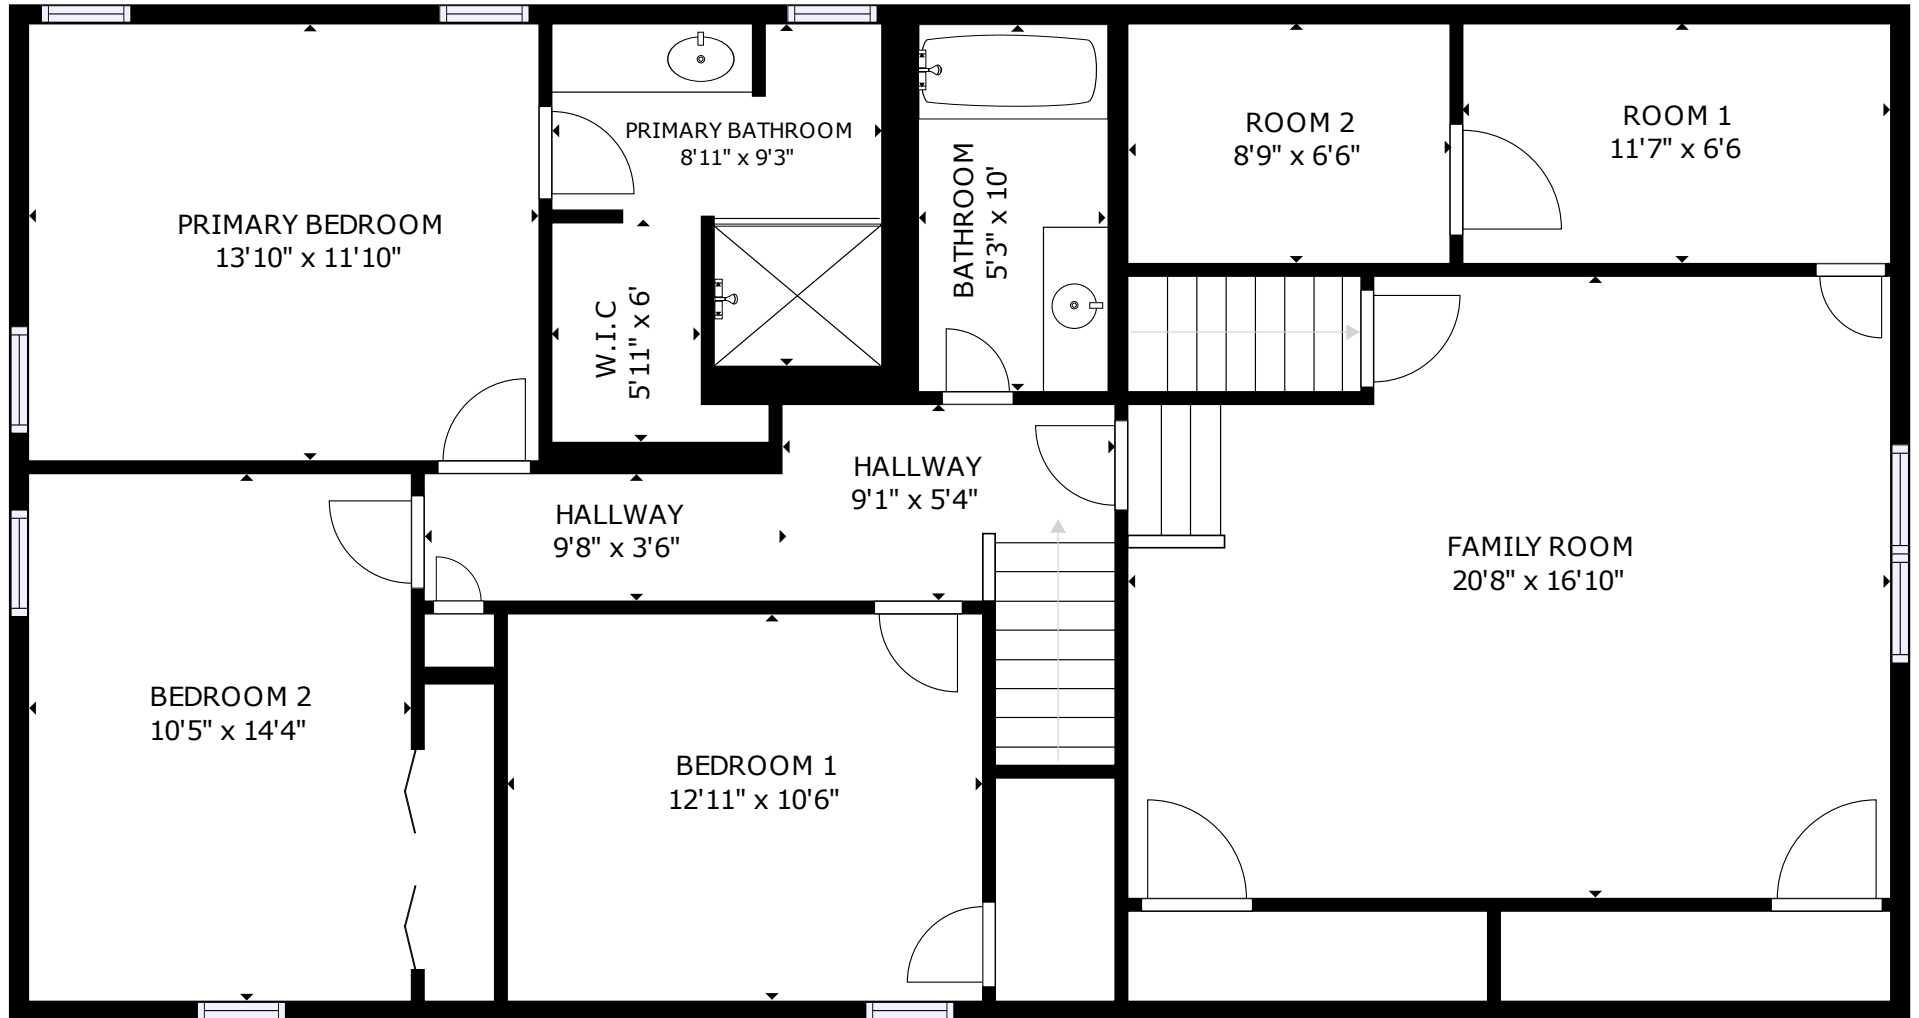 PRIMARY BEDROOM
13'10" x 11'10"
PRIMARY BATHROOM
8'11" x 9'3"
W.I.C
5'11" x 6'
BATHROOM
5'3" x 10'
ROOM 2
8'9" x 6'6"
ROOM 1
11'7" x 6'6
HALLWAY
9'8" x 3'6"
HALLWAY
9'1" x 5'4"
FAMILY ROOM
20'8" x 16'10"
BEDROOM 2
10'5" x 14'4"
BEDROOM 1
12'11" x 10'6"